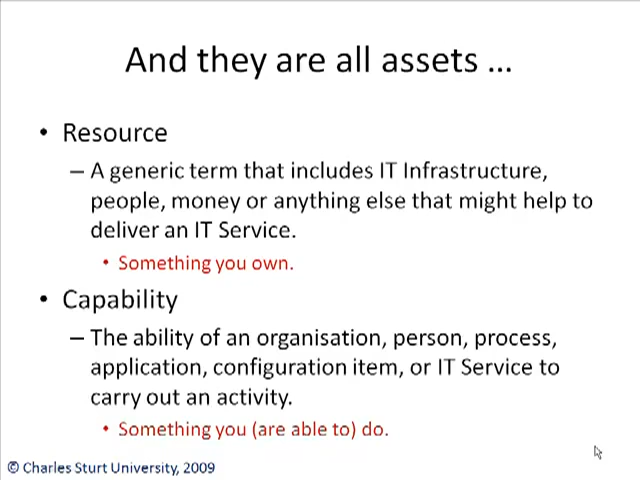 And they are all assets …
• Resource
– A generic term that includes IT Infrastructure,
people, money or anything else that might help to
deliver an IT Service.
• Something you own.
• Capability
– The ability of an organisation, person, process,
application, configuration item, or IT Service to
carry out an activity.
• Something you (are able to) do.
© Charles Sturt University, 2009